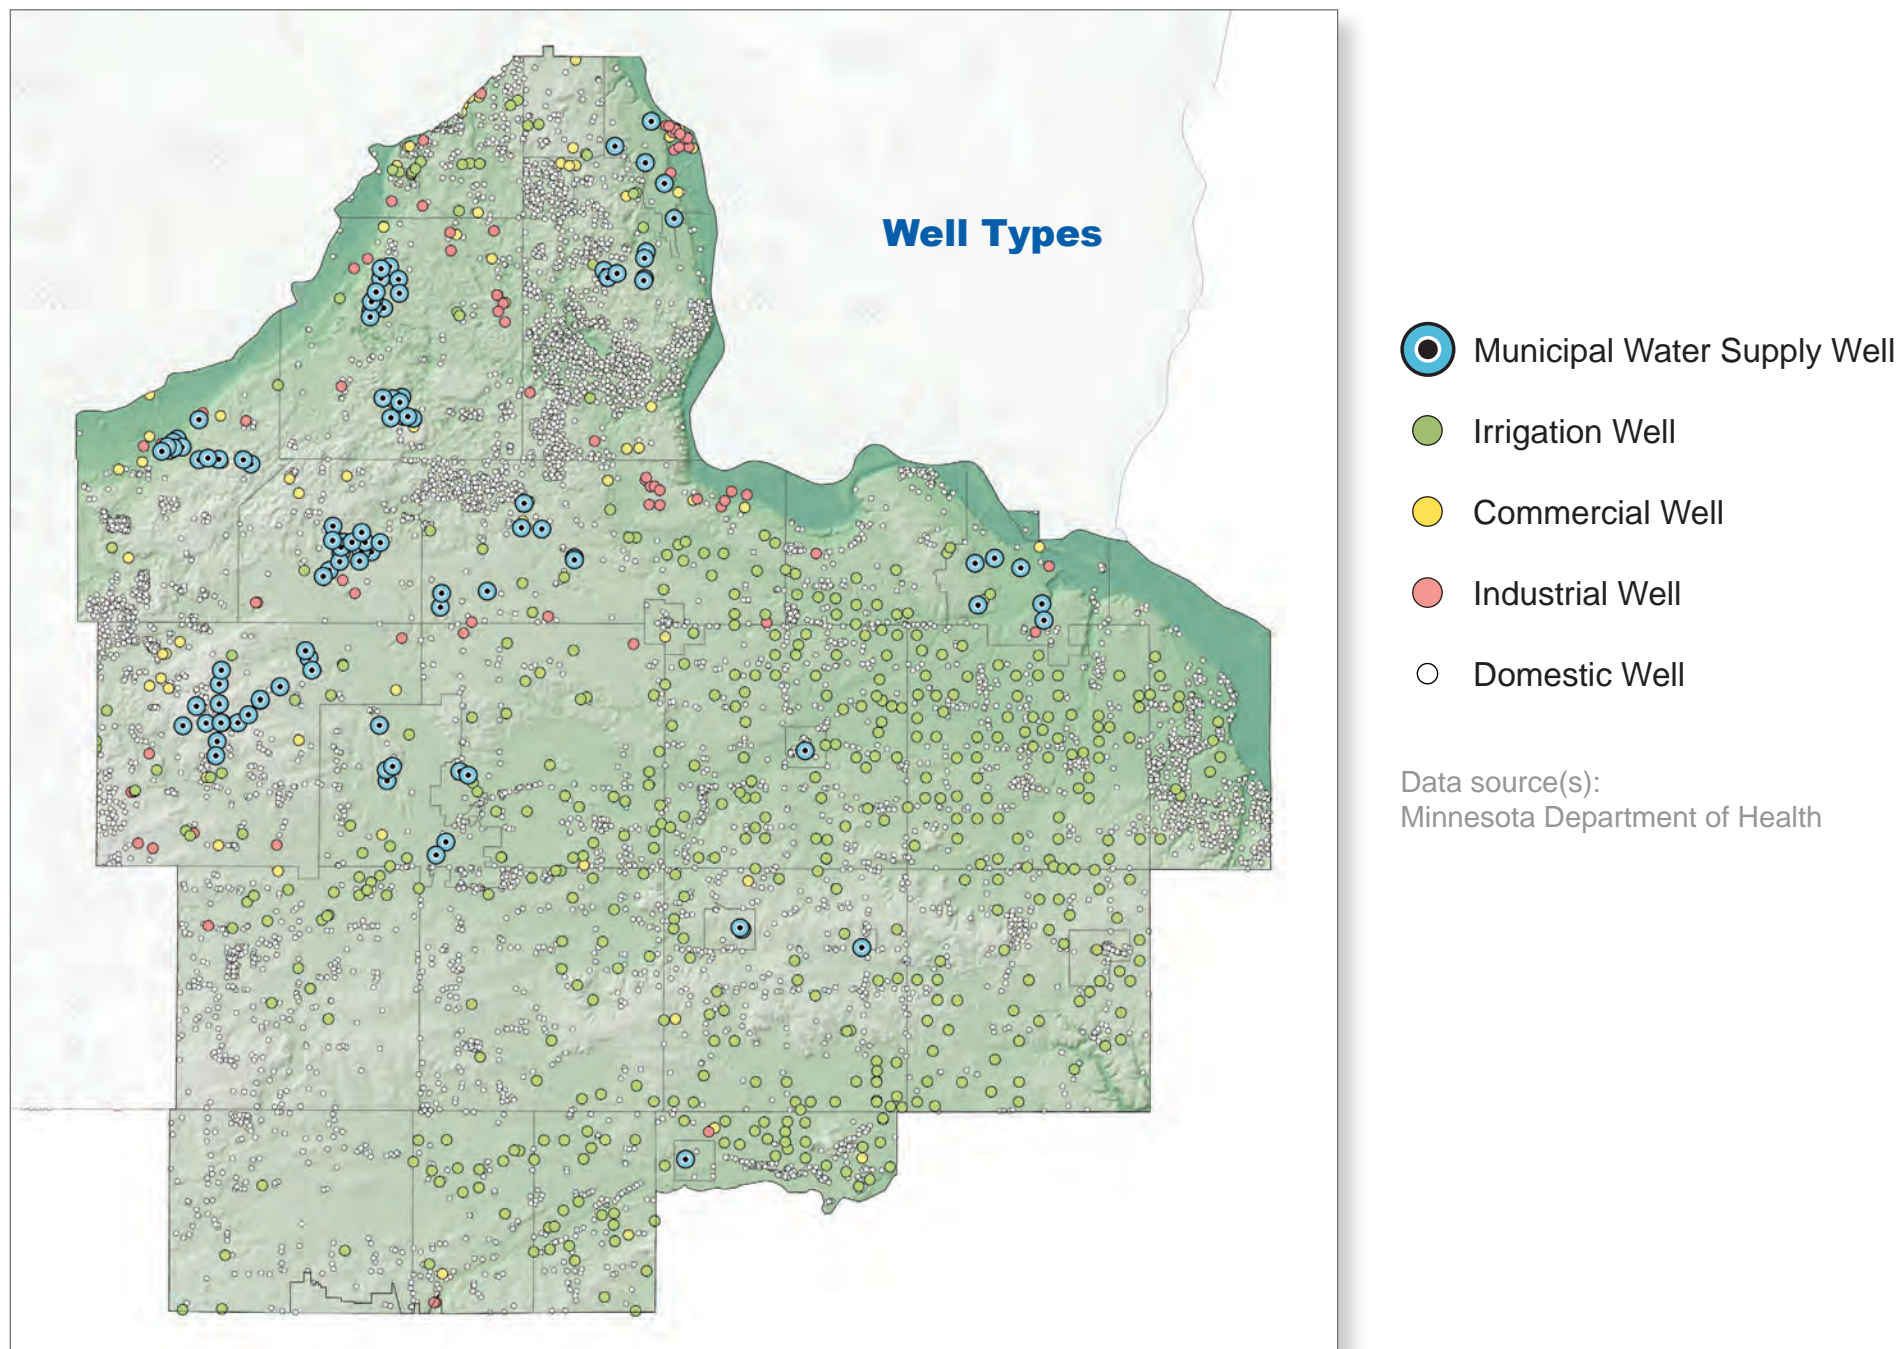 Well Types
Municipal Water Supply Well
Irrigation Well
Commercial Well
Industrial Well
Domestic Well
Data source(s):
Minnesota Department of Health